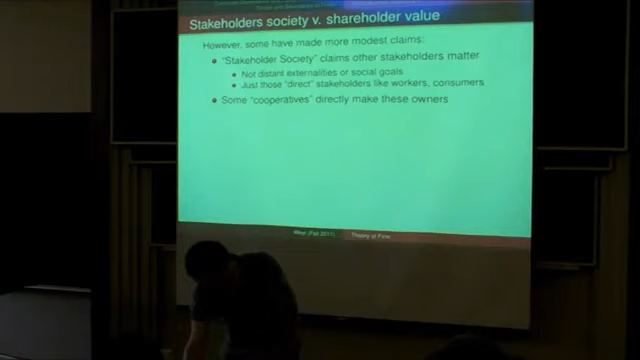 Stakeholders society v. shareholder value
However, some have made more modest claims:
"Stakeholder Society" claims other stakeholders matter
Not distant externalities or social goals
Just those "direct" stakeholders like workers, consumers
Some "cooperatives" directly make these owners
(Fall 2011) Theory of Firm